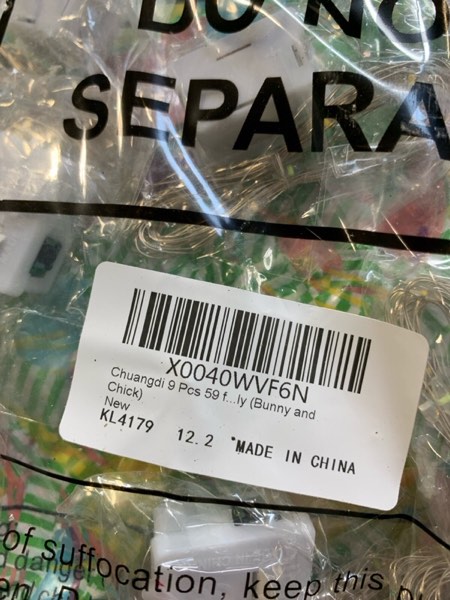 DO NO
SEPARA
X0040WVF6N
Chuangdi 9 Pcs 59 f...ly (Bunny and
Chick)
New
KL4179
12.2 *MADE IN CHINA
of suffocation, keep this
danger